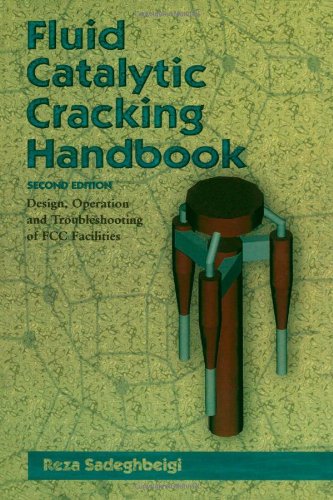 Fluid
Catalytic
Cracking
Handbook
SECOND EDITION
Design, Operation
and Troubleshooting
of FCC Facilities
Reza Sadeghbeigi